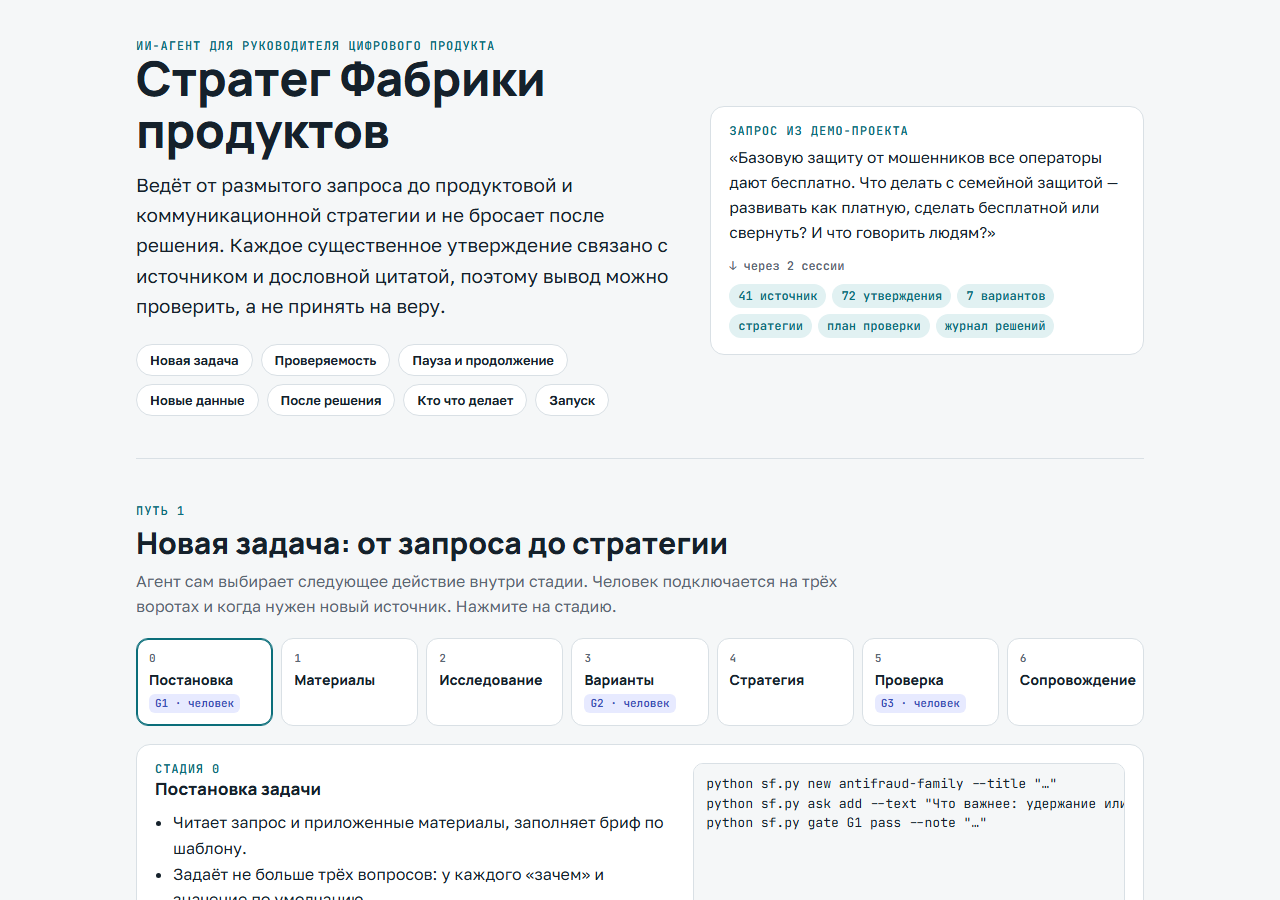 ИИ-АГЕНТ ДЛЯ РУКОВОДИТЕЛЯ ЦИФРОВОГО ПРОДУКТА
Стратег Фабрики
продуктов
Ведёт от размытого запроса до продуктовой и
коммуникационной стратегии и не бросает после
решения. Каждое существенное утверждение связано с
источником и дословной цитатой, поэтому вывод можно
проверить, а не принять на веру.
Новая задача
Проверяемость
Пауза и продолжение
Новые данные
После решения
Кто что делает
Запуск
ЗАПРОС ИЗ ДЕМО-ПРОЕКТА
«Базовую защиту от мошенников все операторы
дают бесплатно. Что делать с семейной защитой —
развивать как платную, сделать бесплатной или
свернуть? И что говорить людям?»
↓ через 2 сессии
41 источник
72 утверждения
7 вариантов
стратегии
план проверки
журнал решений
ПУТЬ 1
Новая задача: от запроса до стратегии
Агент сам выбирает следующее действие внутри стадии. Человек подключается на трёх
воротах и когда нужен новый источник. Нажмите на стадию.
0
Постановка
G1 · человек
1
Материалы
2
Исследование
3
Варианты
G2 · человек
4
Стратегия
5
Проверка
G3 · человек
6
Сопровождение
СТАДИЯ 0
Постановка задачи
• Читает запрос и приложенные материалы, заполняет бриф по
шаблону.
• Задаёт не больше трёх вопросов: у каждого «зачем» и
значение по умолчанию.
python sf.py new antifraud-family --title "…"
python sf.py ask add --text "Что важнее: удержание или
python sf.py gate G1 pass --note "…"